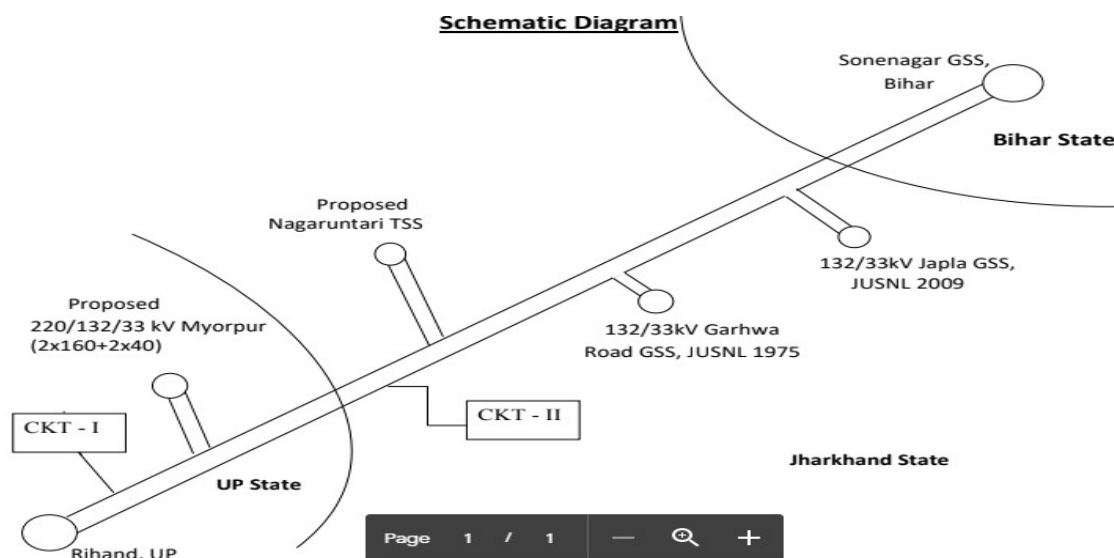 Schematic Diagram
Sonenagar GSS,
Bihar
Bihar State
Proposed
Nagaruntari TSS
132/33kV Japla GSS,
JUSNL 2009
Proposed
220/132/33 kV Myorpur
(2x160+2x40)
132/33kV Garhwa
Road GSS, JUSNL 1975
CKT - I
CKT - II
UP State
Jharkhand State
Rihand, UP
Page 1 / 1